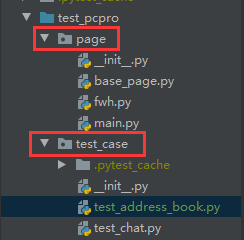 .pytest_cache
test_pcpro
page
__init__.py
base_page.py
fwh.py
main.py
test_case
.pytest_cache
__init__.py
test_address_book.py
test_chat.py